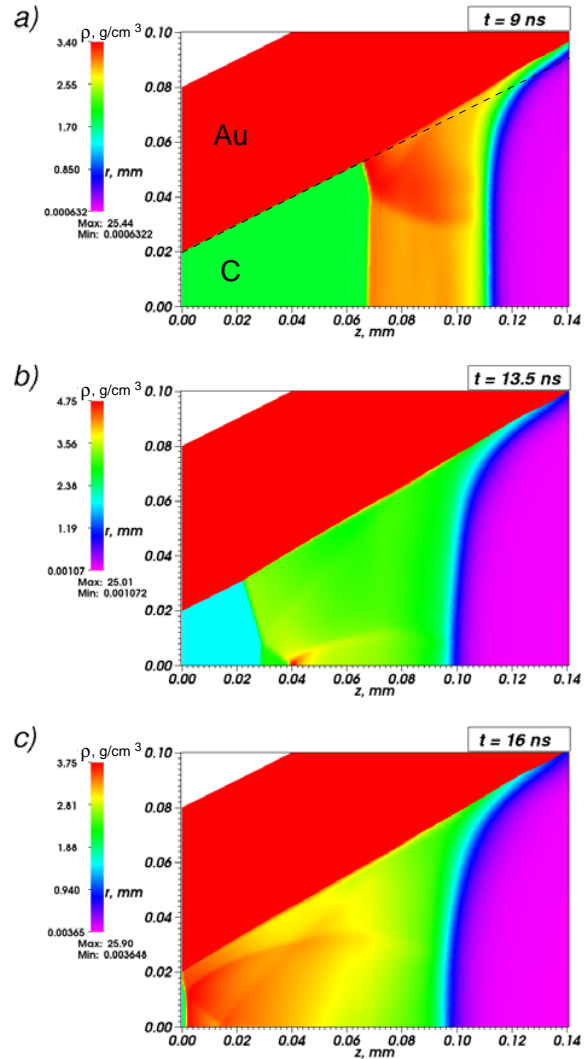 a)
t = 9 ns
ρ, g/cm 3
3.40
2.55
1.70
0.850
0.000632
Max: 25.44
Min: 0.0006322
r, mm
0.10
0.08
0.06
0.04
0.02
0.00
Au
C
0.00 0.02 0.04 0.06 0.08 0.10 0.12 0.14
z, mm
b)
t = 13.5 ns
ρ, g/cm 3
4.75
3.56
2.38
1.19
0.00107
Max: 25.01
Min: 0.001072
r, mm
0.10
0.08
0.06
0.04
0.02
0.00
0.00 0.02 0.04 0.06 0.08 0.10 0.12 0.14
z, mm
c)
t = 16 ns
ρ, g/cm 3
3.75
2.81
1.88
0.940
0.00365
Max: 25.90
Min: 0.003648
r, mm
0.10
0.08
0.06
0.04
0.02
0.00
0.00 0.02 0.04 0.06 0.08 0.10 0.12 0.14
z, mm